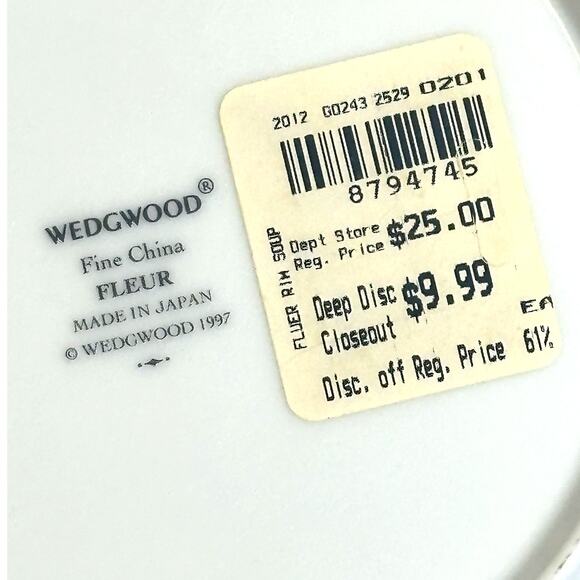 WEDGWOOD®
Fine China
FLEUR
MADE IN JAPAN
© WEDGWOOD 1997
2012 G0243 2529 0201
8794745
FLUER RIM SOUP
Dept Store
Reg. Price $25.00
Deep Disc
Closeout $9.99
EA
Disc. off Reg. Price 61%